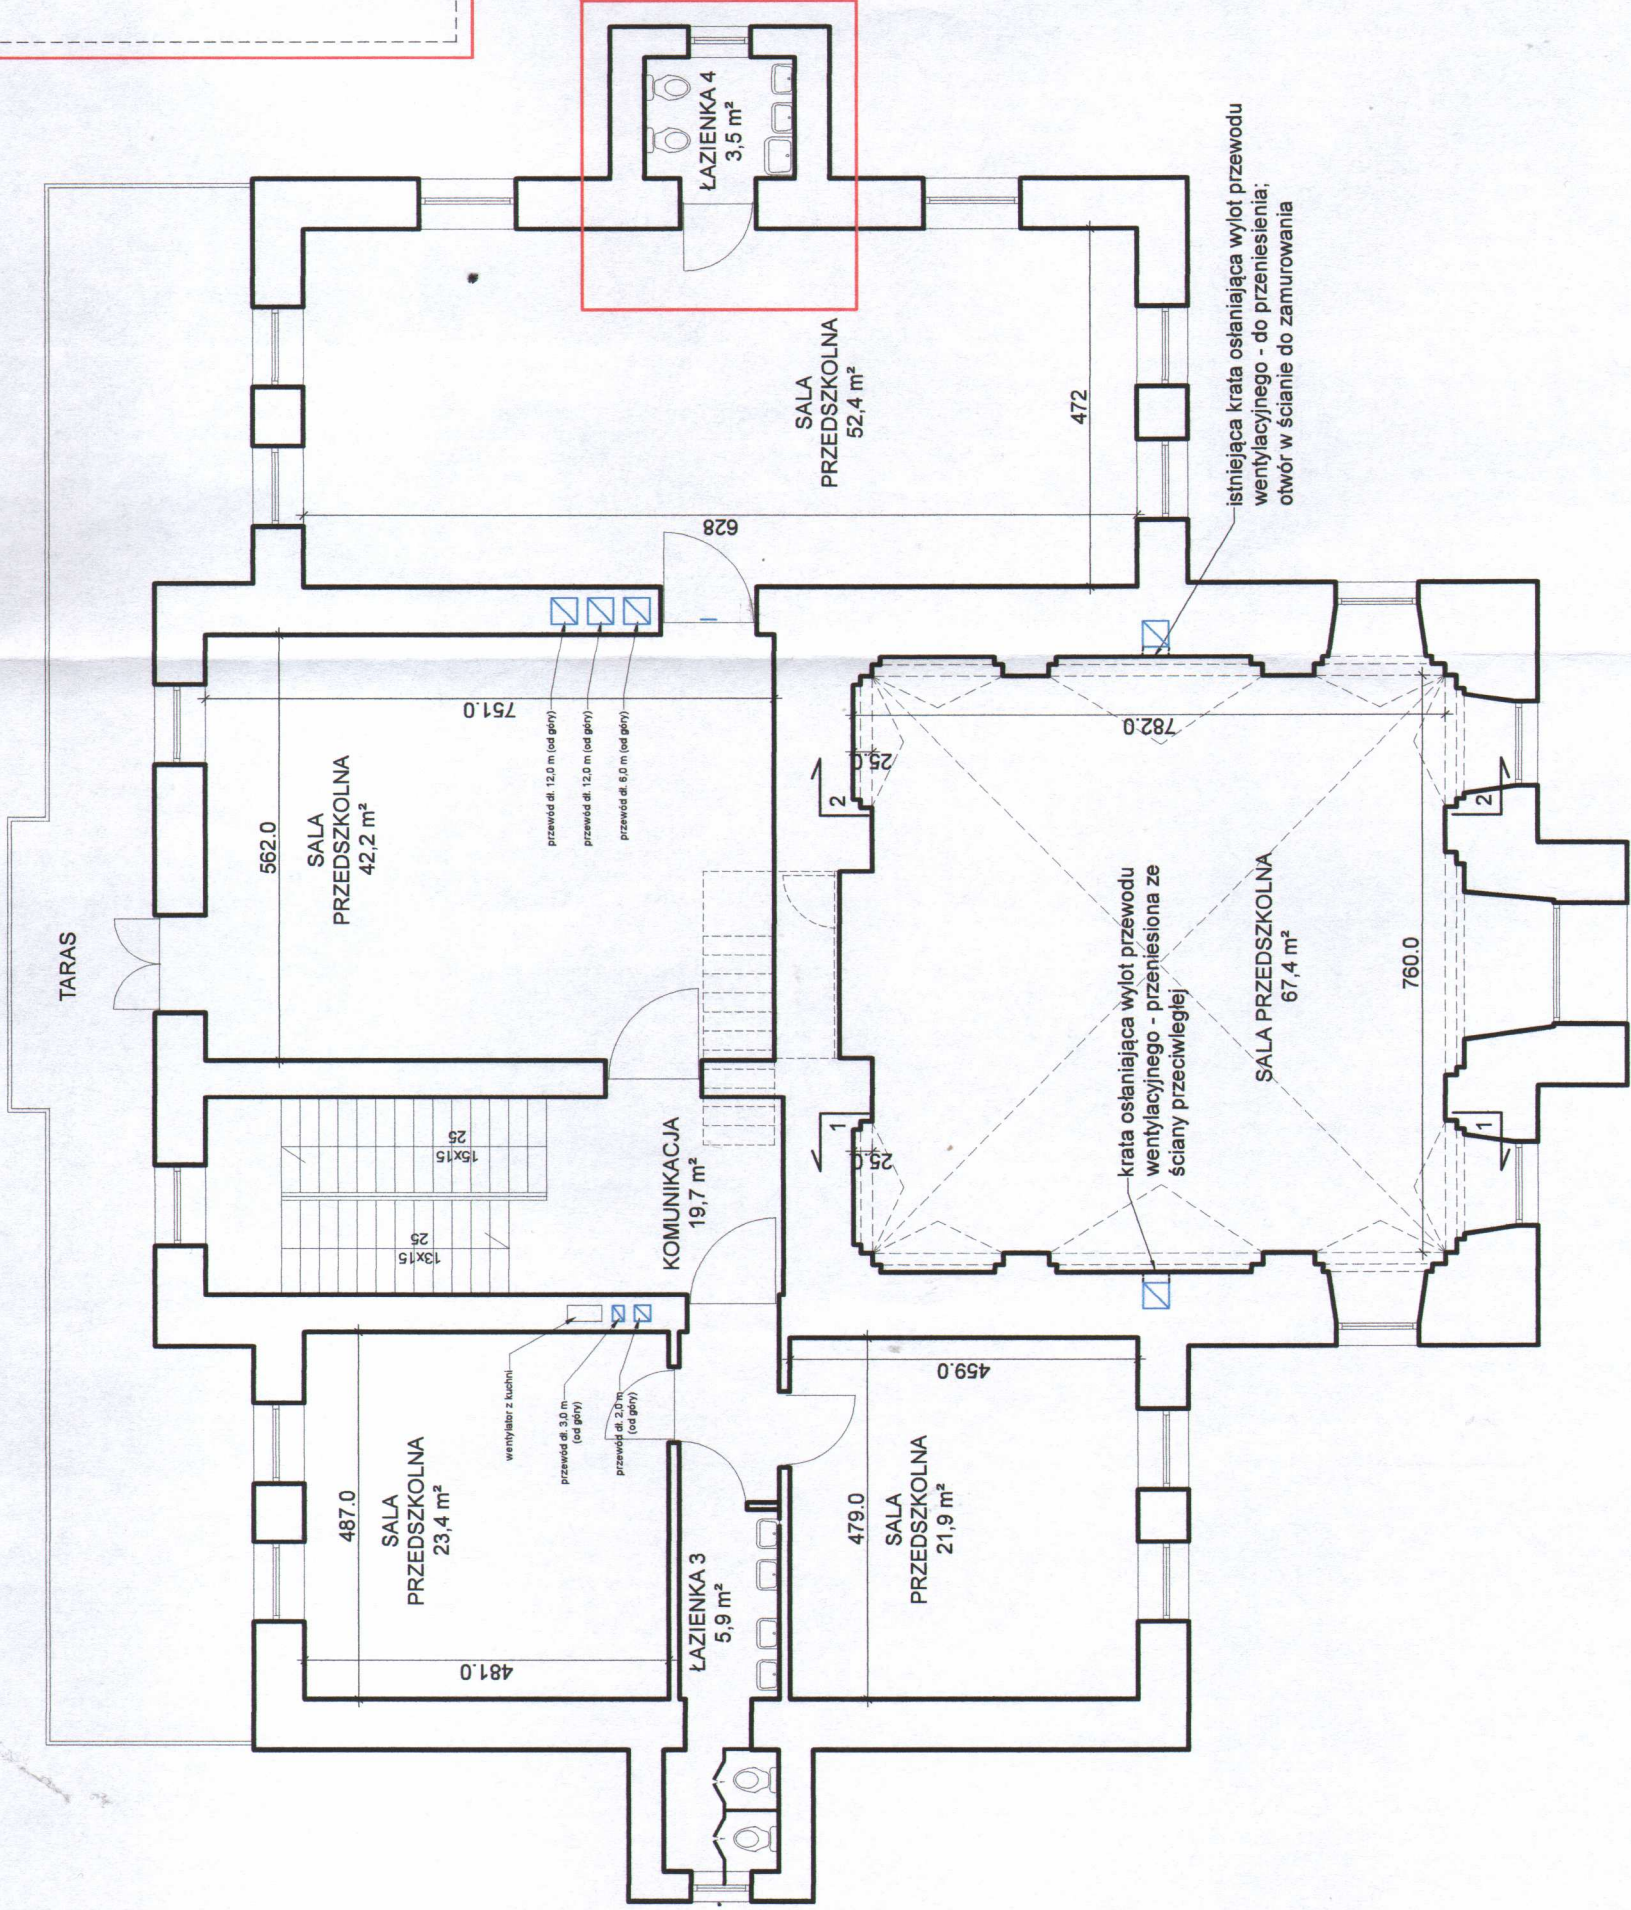 TARAS
ŁAZIENKA 4
3,5 m²
SALA
PRZEDSZKOLNA
52,4 m²
472
628
istniejąca krata osłaniająca wylot przewodu
wentylacyjnego - do przeniesienia;
otwór w ścianie do zamurowania
562.0
SALA
PRZEDSZKOLNA
42,2 m²
751.0
przewód dł. 12,0 m (od góry)
przewód dł. 12,0 m (od góry)
przewód dł. 6,0 m (od góry)
15x15
25
13x15
25
KOMUNIKACJA
19,7 m²
782.0
25.0
2
2
25.0
1
1
krata osłaniająca wylot przewodu
wentylacyjnego - przeniesiona ze
ściany przeciwległej
SALA PRZEDSZKOLNA
67,4 m²
760.0
487.0
SALA
PRZEDSZKOLNA
23,4 m²
481.0
wentylator z kuchni
przewód dł. 3,0 m
(od góry)
przewód dł. 2,0 m
(od góry)
ŁAZIENKA 3
5,9 m²
459.0
479.0
SALA
PRZEDSZKOLNA
21,9 m²